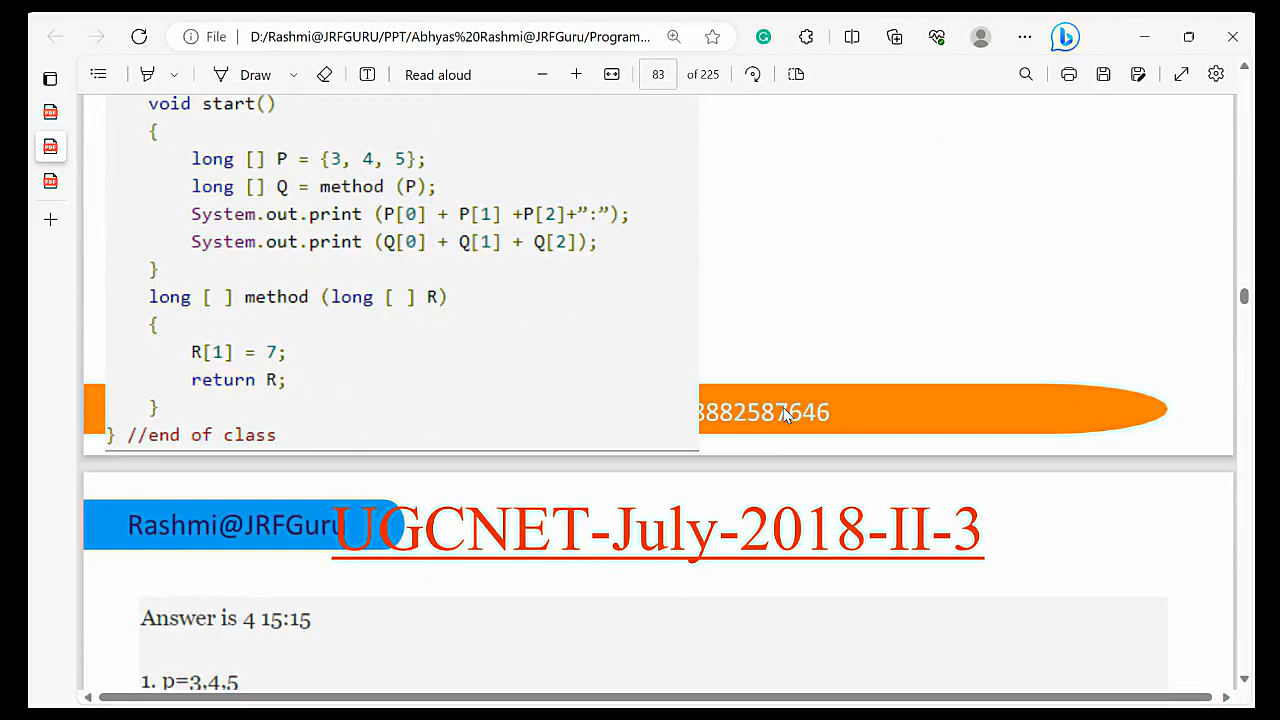 File
D:/Rashmi@JRFGURU/PPT/Abhyas%20Rashmi@JRFGuru/Program...
Draw
Read aloud
83
of 225
void start()
{
long [] P = {3, 4, 5};
long [] Q = method (P);
System.out.print (P[0] + P[1] +P[2]+”:”);
System.out.print (Q[0] + Q[1] + Q[2]);
}
long [ ] method (long [ ] R)
{
R[1] = 7;
return R;
}
} //end of class
8882587646
Rashmi@JRFGuru
UGCNET-July-2018-II-3
Answer is 4 15:15
1. p=3,4,5